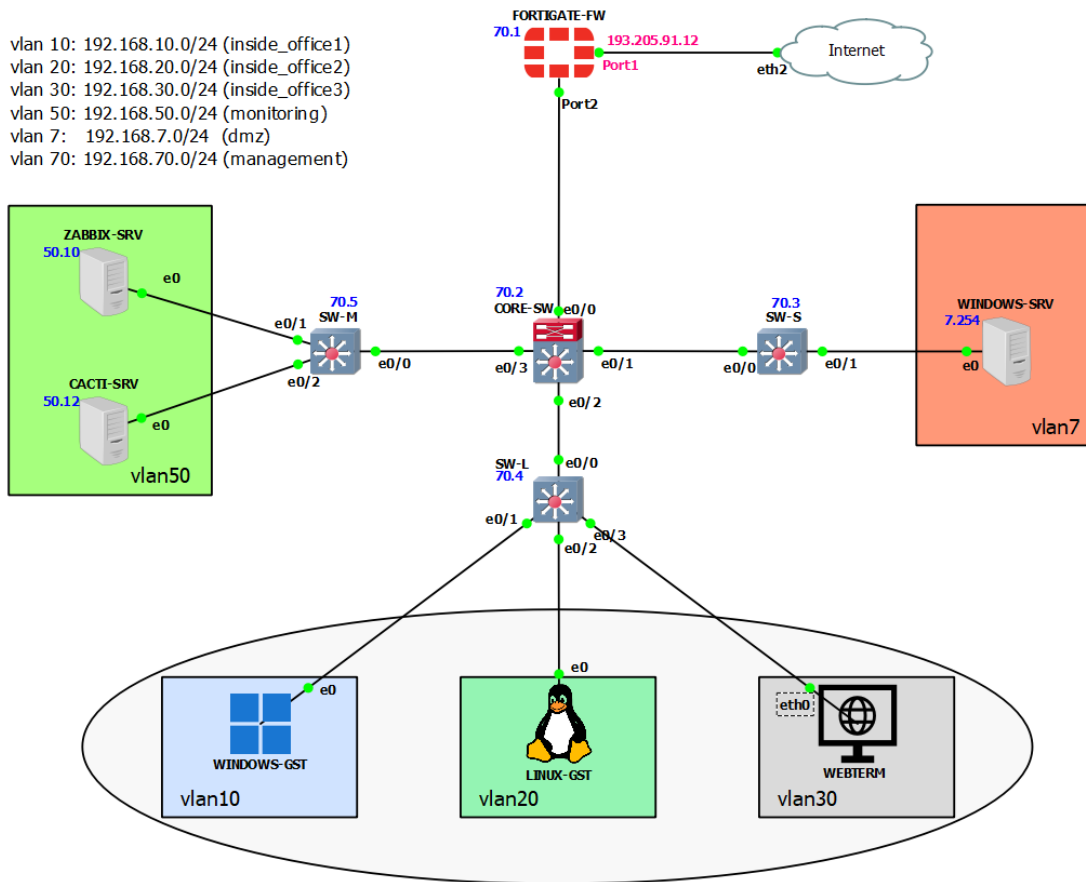 FORTIGATE-FW
70.1
193.205.91.12
Port1
eth2
Internet
Port2
vlan 10: 192.168.10.0/24 (inside_office1)
vlan 20: 192.168.20.0/24 (inside_office2)
vlan 30: 192.168.30.0/24 (inside_office3)
vlan 50: 192.168.50.0/24 (monitoring)
vlan 7: 192.168.7.0/24 (dmz)
vlan 70: 192.168.70.0/24 (management)
ZABBIX-SRV
50.10
e0
CACTI-SRV
50.12
e0
vlan50
70.5
SW-M
e0/1
e0/2
e0/0
70.2
CORE-SW
e0/0
e0/3
e0/1
e0/2
70.3
SW-S
e0/0
e0/1
WINDOWS-SRV
7.254
e0
vlan7
SW-L
70.4
e0/0
e0/1
e0/2
e0/3
e0
WINDOWS-GST
vlan10
e0
LINUX-GST
vlan20
eth0
WEBTERM
vlan30